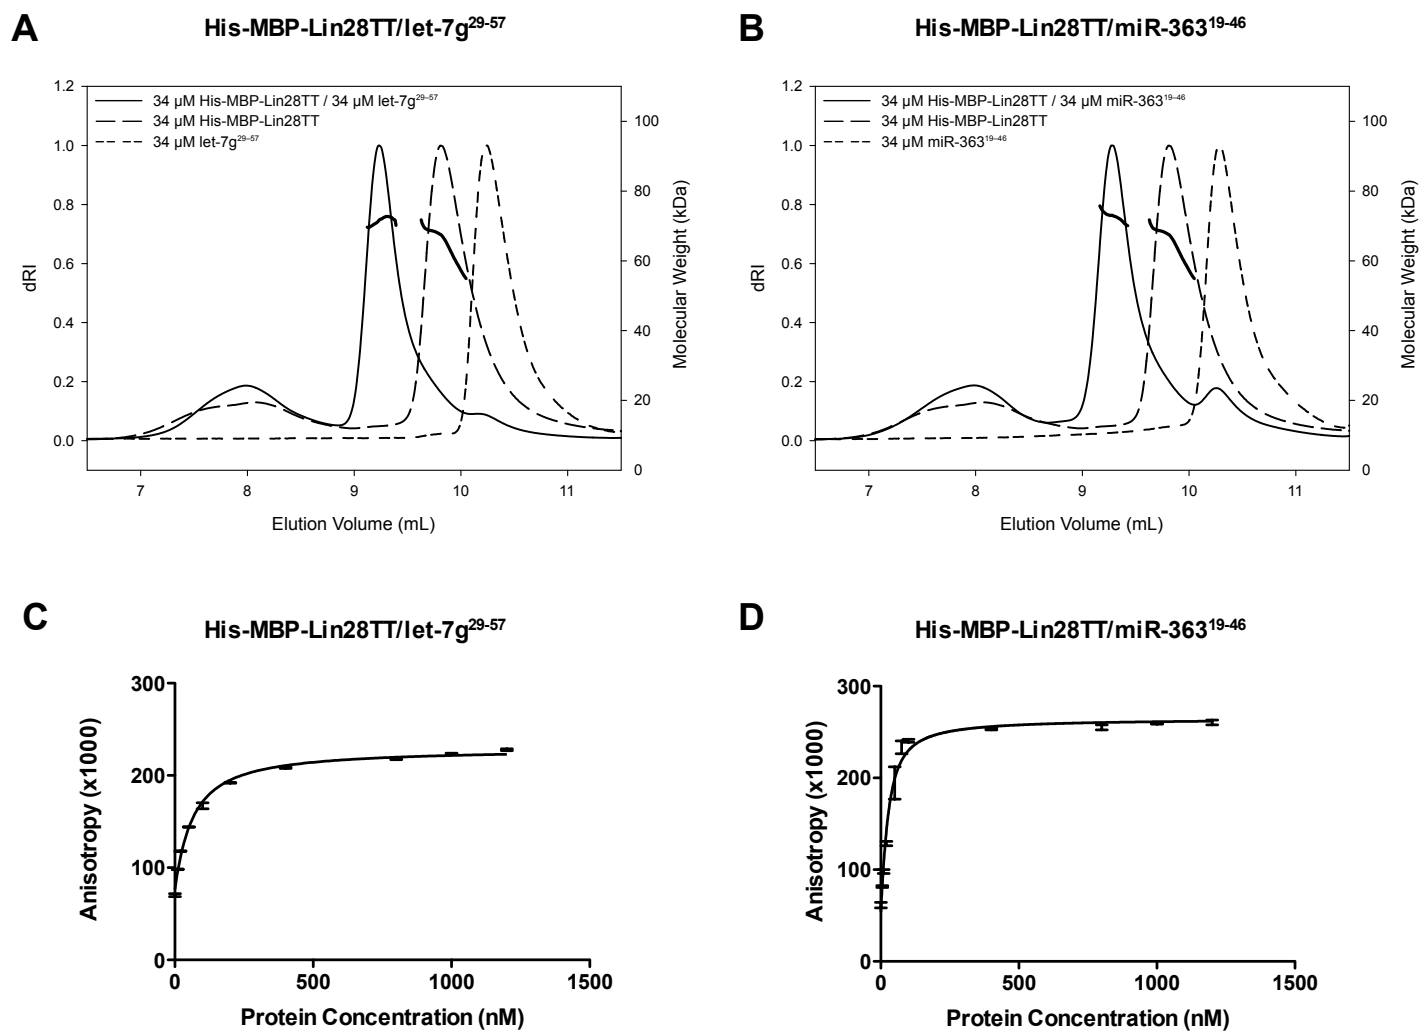 A
His-MBP-Lin28TT/let-7g29-57
1.2
1.0
0.8
0.6
0.4
0.2
0.0
dRI
34 μM His-MBP-Lin28TT / 34 μM let-7g29–57
34 μM His-MBP-Lin28TT
34 μM let-7g29–57
100
80
60
40
20
0
Molecular Weight (kDa)
7 8 9 10 11
Elution Volume (mL)
B
His-MBP-Lin28TT/miR-36319-46
1.2
1.0
0.8
0.6
0.4
0.2
0.0
dRI
34 μM His-MBP-Lin28TT / 34 μM miR-36319–46
34 μM His-MBP-Lin28TT
34 μM miR-36319–46
100
80
60
40
20
0
Molecular Weight (kDa)
7 8 9 10 11
Elution Volume (mL)
C
His-MBP-Lin28TT/let-7g29-57
300
200
100
0
Anisotropy (x1000)
0 500 1000 1500
Protein Concentration (nM)
D
His-MBP-Lin28TT/miR-36319-46
300
200
100
0
Anisotropy (x1000)
0 500 1000 1500
Protein Concentration (nM)